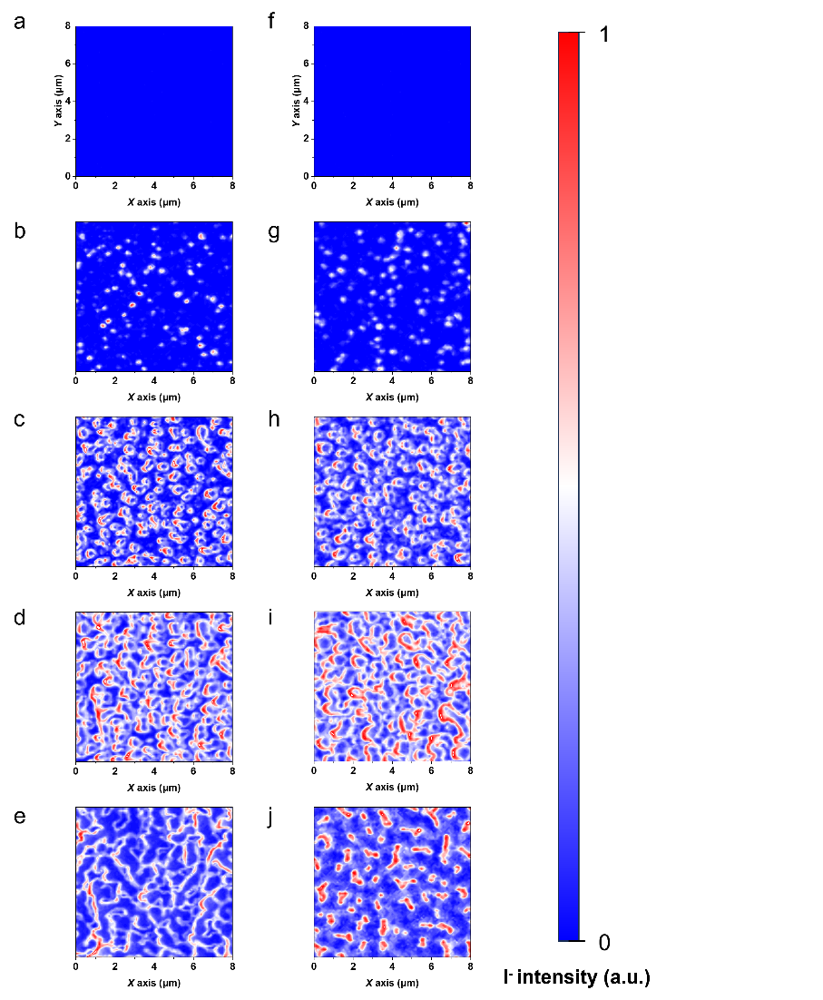 a
f
8
6
4
2
0
Y axis (μm)
0 2 4 6 8
X axis (μm)
8
6
4
2
0
Y axis (μm)
0 2 4 6 8
X axis (μm)
1
b
g
0 2 4 6 8
X axis (μm)
0 2 4 6 8
X axis (μm)
c
h
0 2 4 6 8
X axis (μm)
0 2 4 6 8
X axis (μm)
d
i
0 2 4 6 8
X axis (μm)
0 2 4 6 8
X axis (μm)
e
j
0 2 4 6 8
X axis (μm)
0 2 4 6 8
X axis (μm)
0
I⁻ intensity (a.u.)